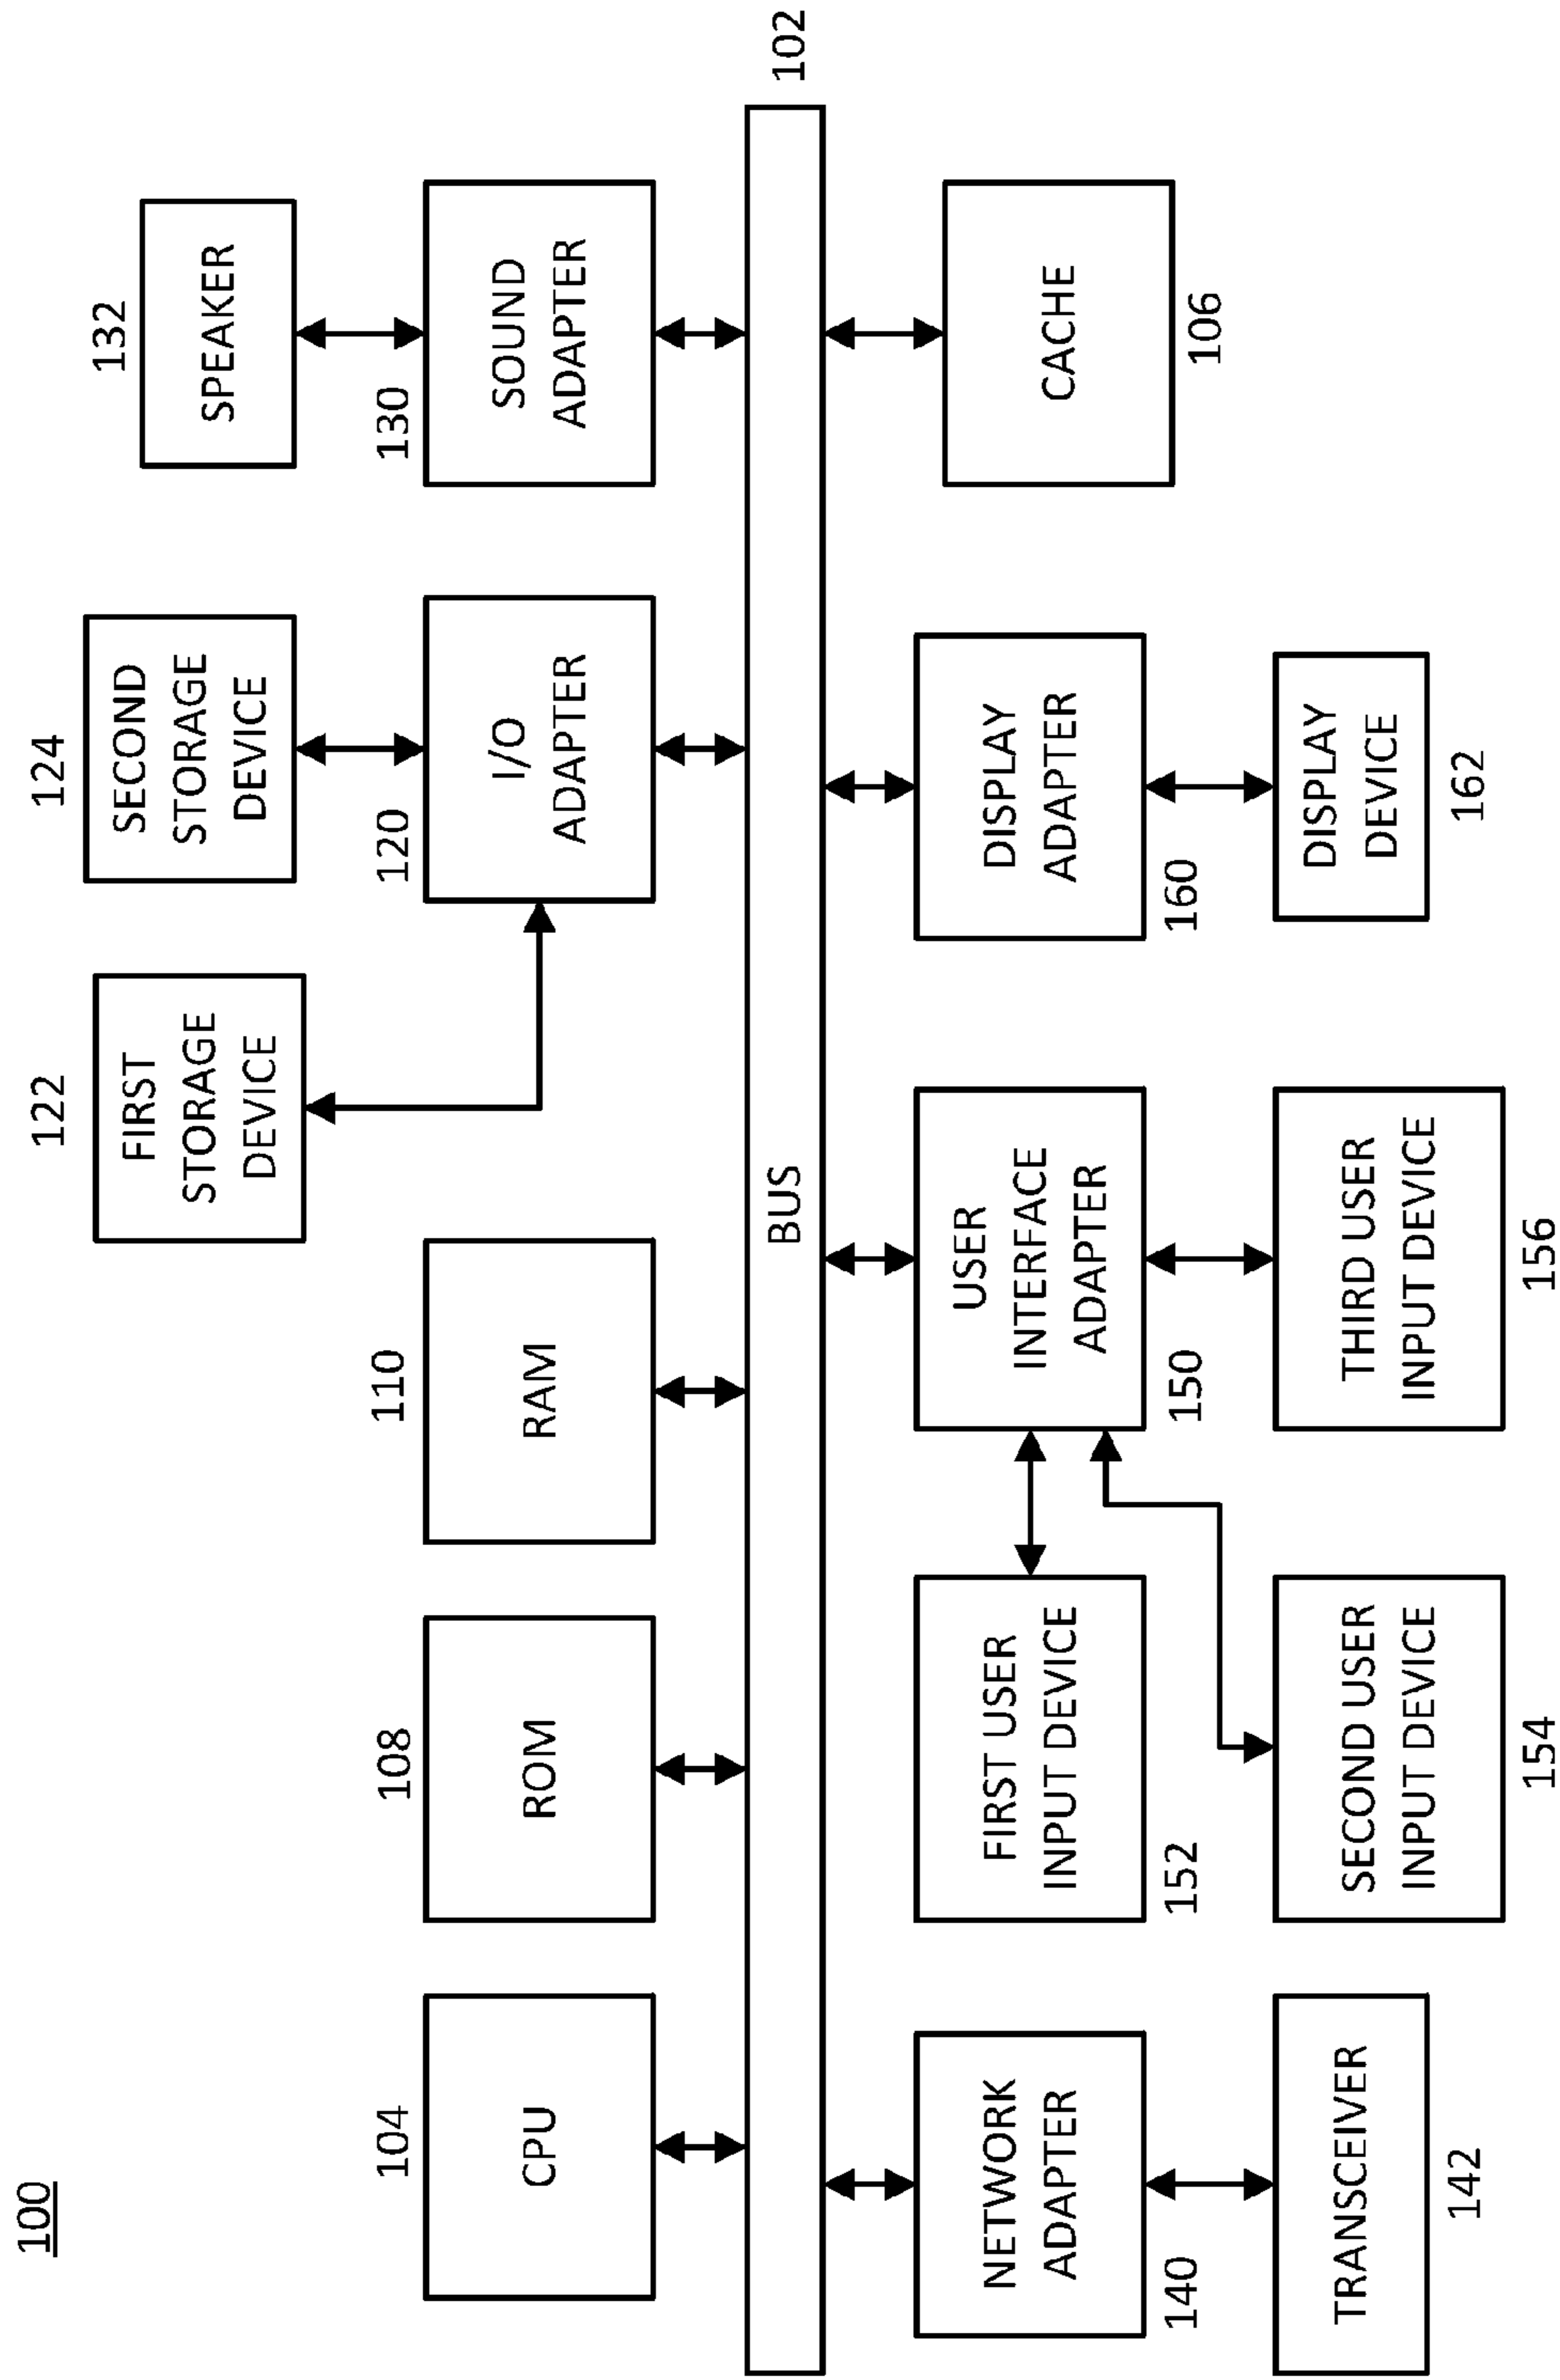 100
122
124
132
FIRST
STORAGE
DEVICE
SECOND
STORAGE
DEVICE
SPEAKER
104
108
110
120
130
CPU
ROM
RAM
I/O
ADAPTER
SOUND
ADAPTER
BUS
102
NETWORK
ADAPTER
FIRST USER
INPUT DEVICE
USER
INTERFACE
ADAPTER
DISPLAY
ADAPTER
CACHE
140
152
150
160
106
TRANSCEIVER
SECOND USER
INPUT DEVICE
THIRD USER
INPUT DEVICE
DISPLAY
DEVICE
142
154
156
162